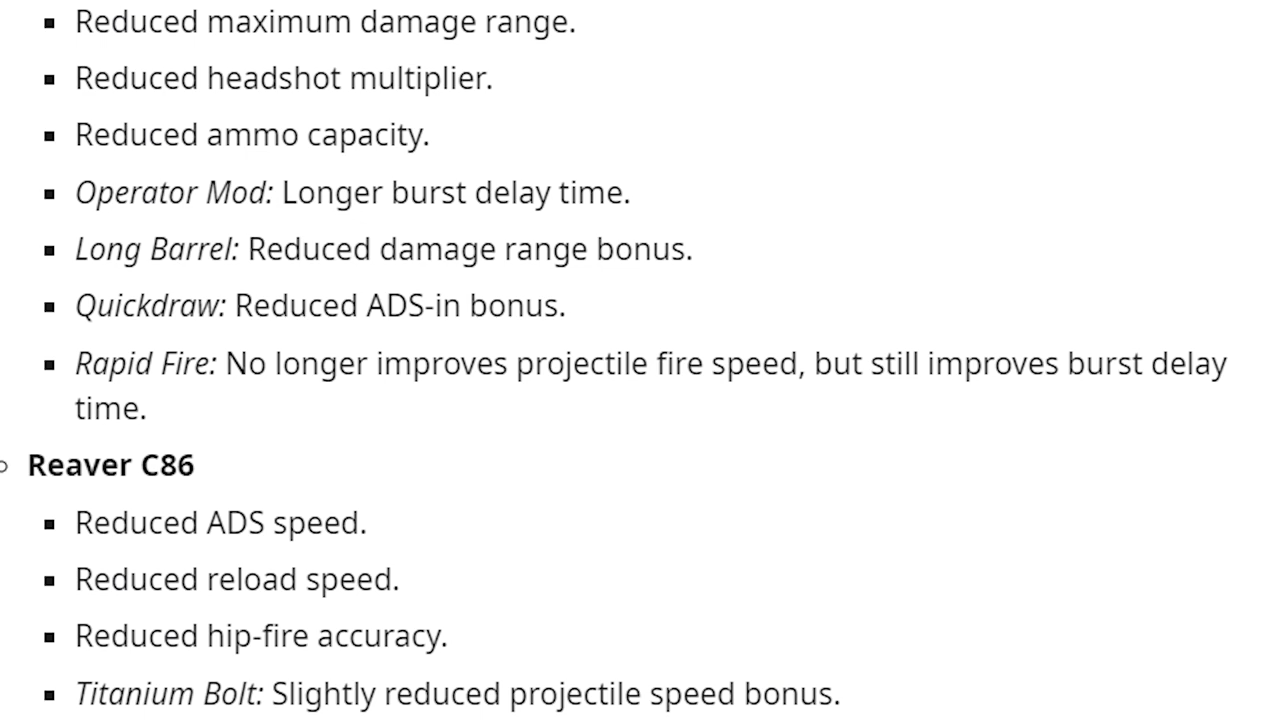 Reduced maximum damage range.
Reduced headshot multiplier.
Reduced ammo capacity.
Operator Mod: Longer burst delay time.
Long Barrel: Reduced damage range bonus.
Quickdraw: Reduced ADS-in bonus.
Rapid Fire: No longer improves projectile fire speed, but still improves burst delay
time.
Reaver C86
Reduced ADS speed.
Reduced reload speed.
Reduced hip-fire accuracy.
Titanium Bolt: Slightly reduced projectile speed bonus.